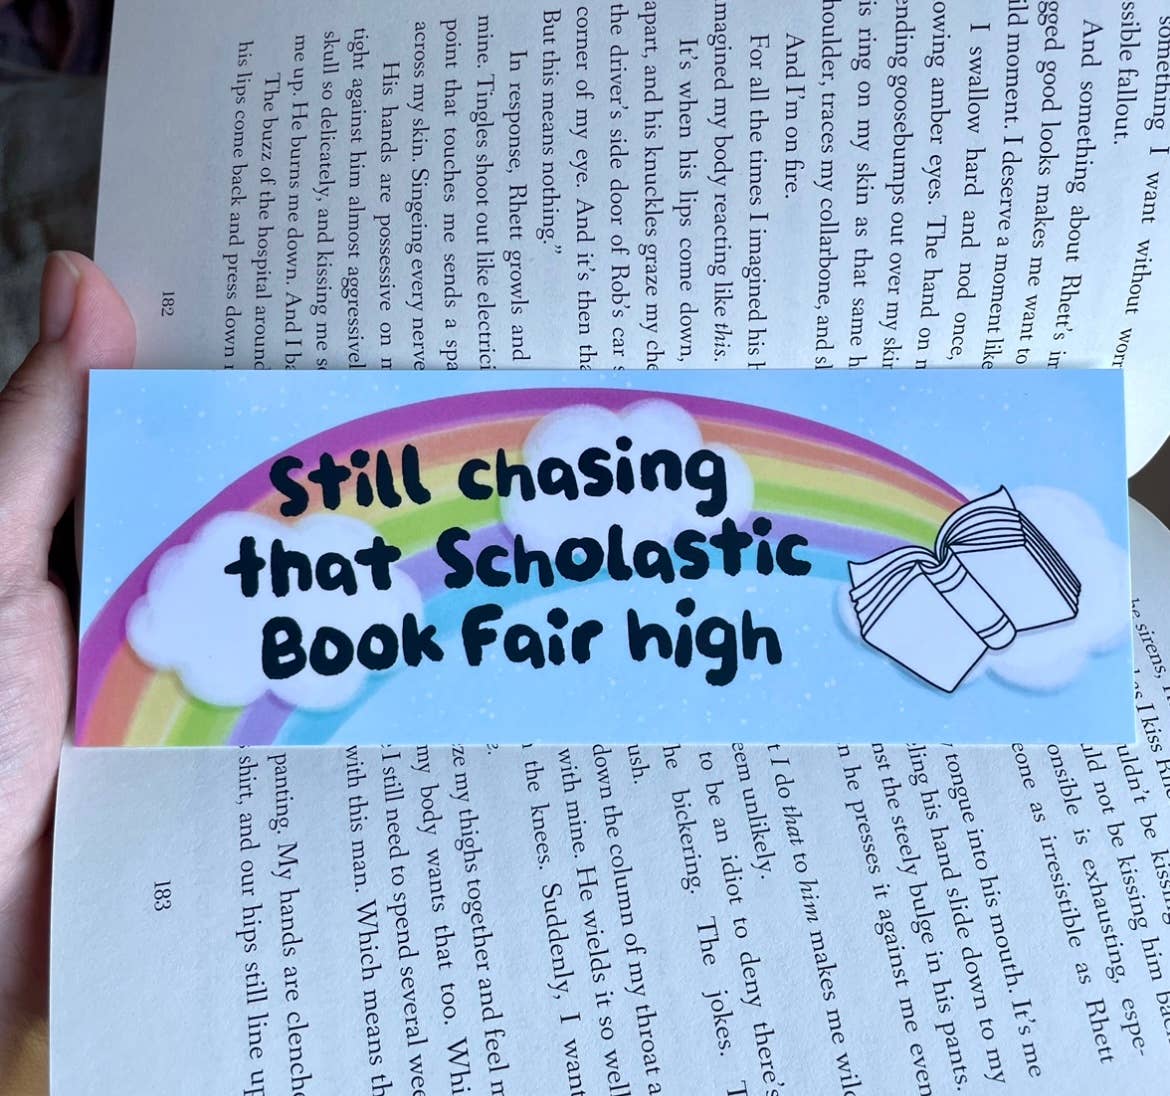 Still chasing
that Scholastic
Book Fair high
something I want without
ssible fallout.
And something about Rhett's
gged good looks makes me want to
ild moment. I deserve a moment like
I swallow hard and nod once,
owing amber eyes. The hand on
ending goosebumps out over my
is ring on my skin as that same
houlder, traces my collarbone, and
And I'm on fire.
For all the times I imagined his
magined my body reacting like this.
It's when his lips come down,
apart, and his knuckles graze my
the driver's side door of Rob's car
corner of my eye. And it's then
But this means nothing.”
In response, Rhett growls and
mine. Tingles shoot out like
point that touches me sends a
across my skin. Singeing every nerve
His hands are possessive on
tight against him almost
skull so delicately, and kissing me
me up. He burns me down. And I
The buzz of the hospital around
his lips come back and press down
182
he sirens,
as I kiss
uldn't be
uld not be kissing him
onsible is exhausting, espe-
eone as irresistible as Rhett
tongue into his mouth. It's me
ling his hand slide down to my
nst the steely bulge in his pants.
he presses it against me even
t I do that to him makes me
eem unlikely.
to be an idiot to deny there's
he bickering. The jokes.
ush.
down the column of my throat
with mine. He wields it so well
the knees. Suddenly, I want
ze my thighs together and feel
my body wants that too.
I still need to spend several
with this man. Which means
panting. My hands are
shirt, and our hips still line
183